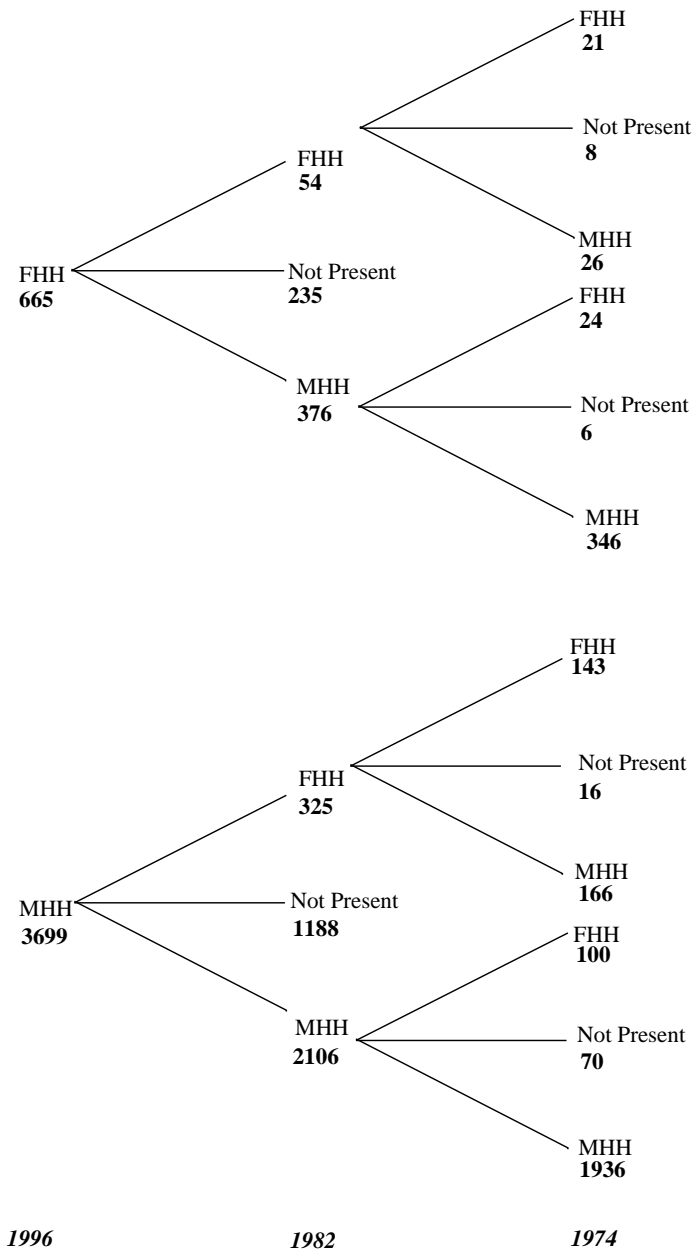 FHH
21
Not Present
8
FHH
54
MHH
26
FHH
665
Not Present
235
FHH
24
MHH
376
Not Present
6
MHH
346
FHH
143
FHH
325
Not Present
16
MHH
166
MHH
3699
Not Present
1188
FHH
100
MHH
2106
Not Present
70
MHH
1936
1996
1982
1974